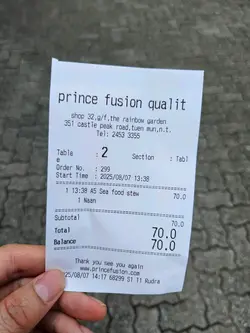 prince fusion qualit
shop 32,g/f.the rainbow garden
351 castle peak road,tuen mun,n.t.
Tel: 2453 3355
Table : 2 Section : Tabl
e
Order No. : 299
Start Time : 2025/08/07 13:38
1 13:38 A5 Sea food stew 70.0
1 Naan
Subtotal 70.0
Total 70.0
Balance 70.0
Thank you see you again
www.princefusion.com
25/08/07 14:17 68291 S1 11 Rudra